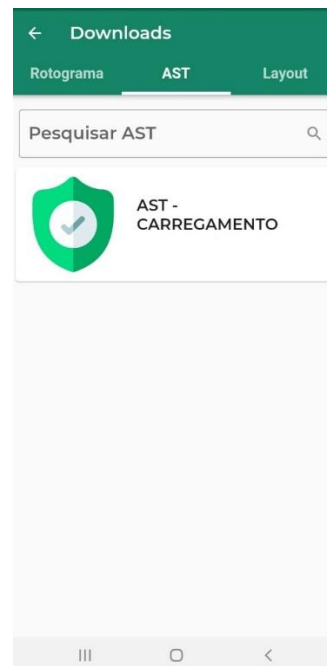 Downloads
Rotograma AST Layout
Pesquisar AST
AST -
CARREGAMENTO